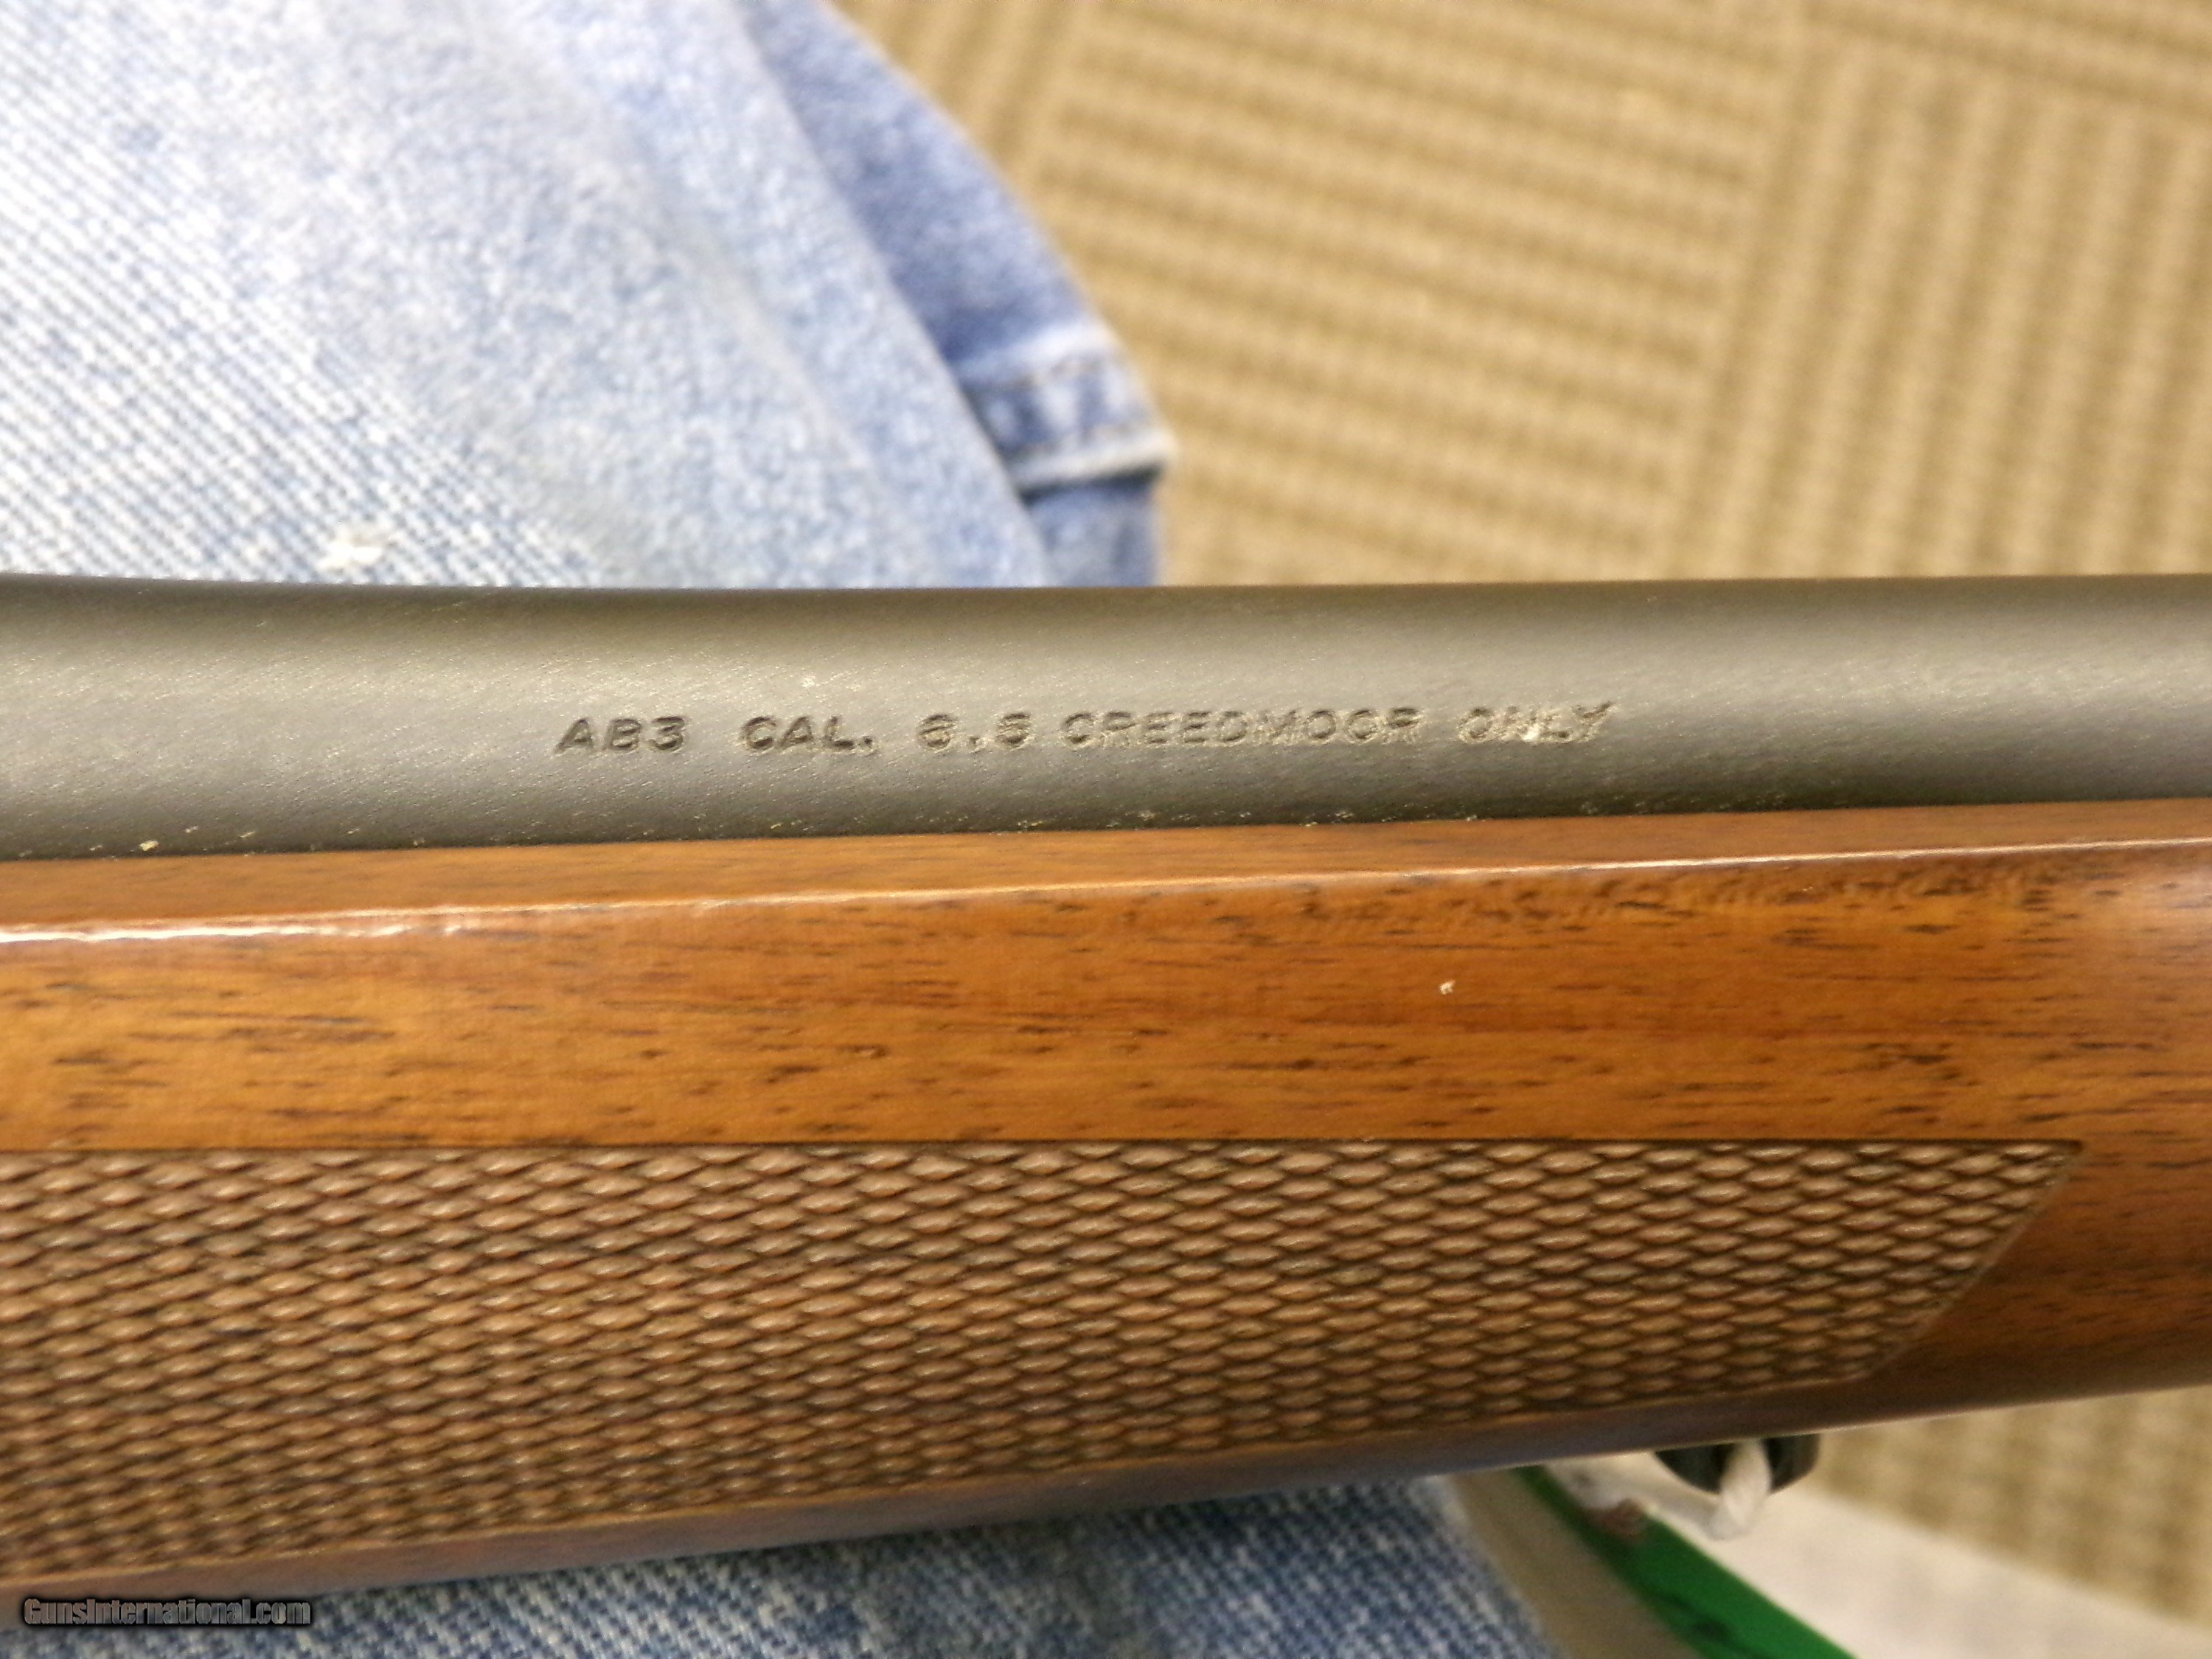 AB3 CAL. 6.5 CREEDMOOR ONLY
GunsInternational.com